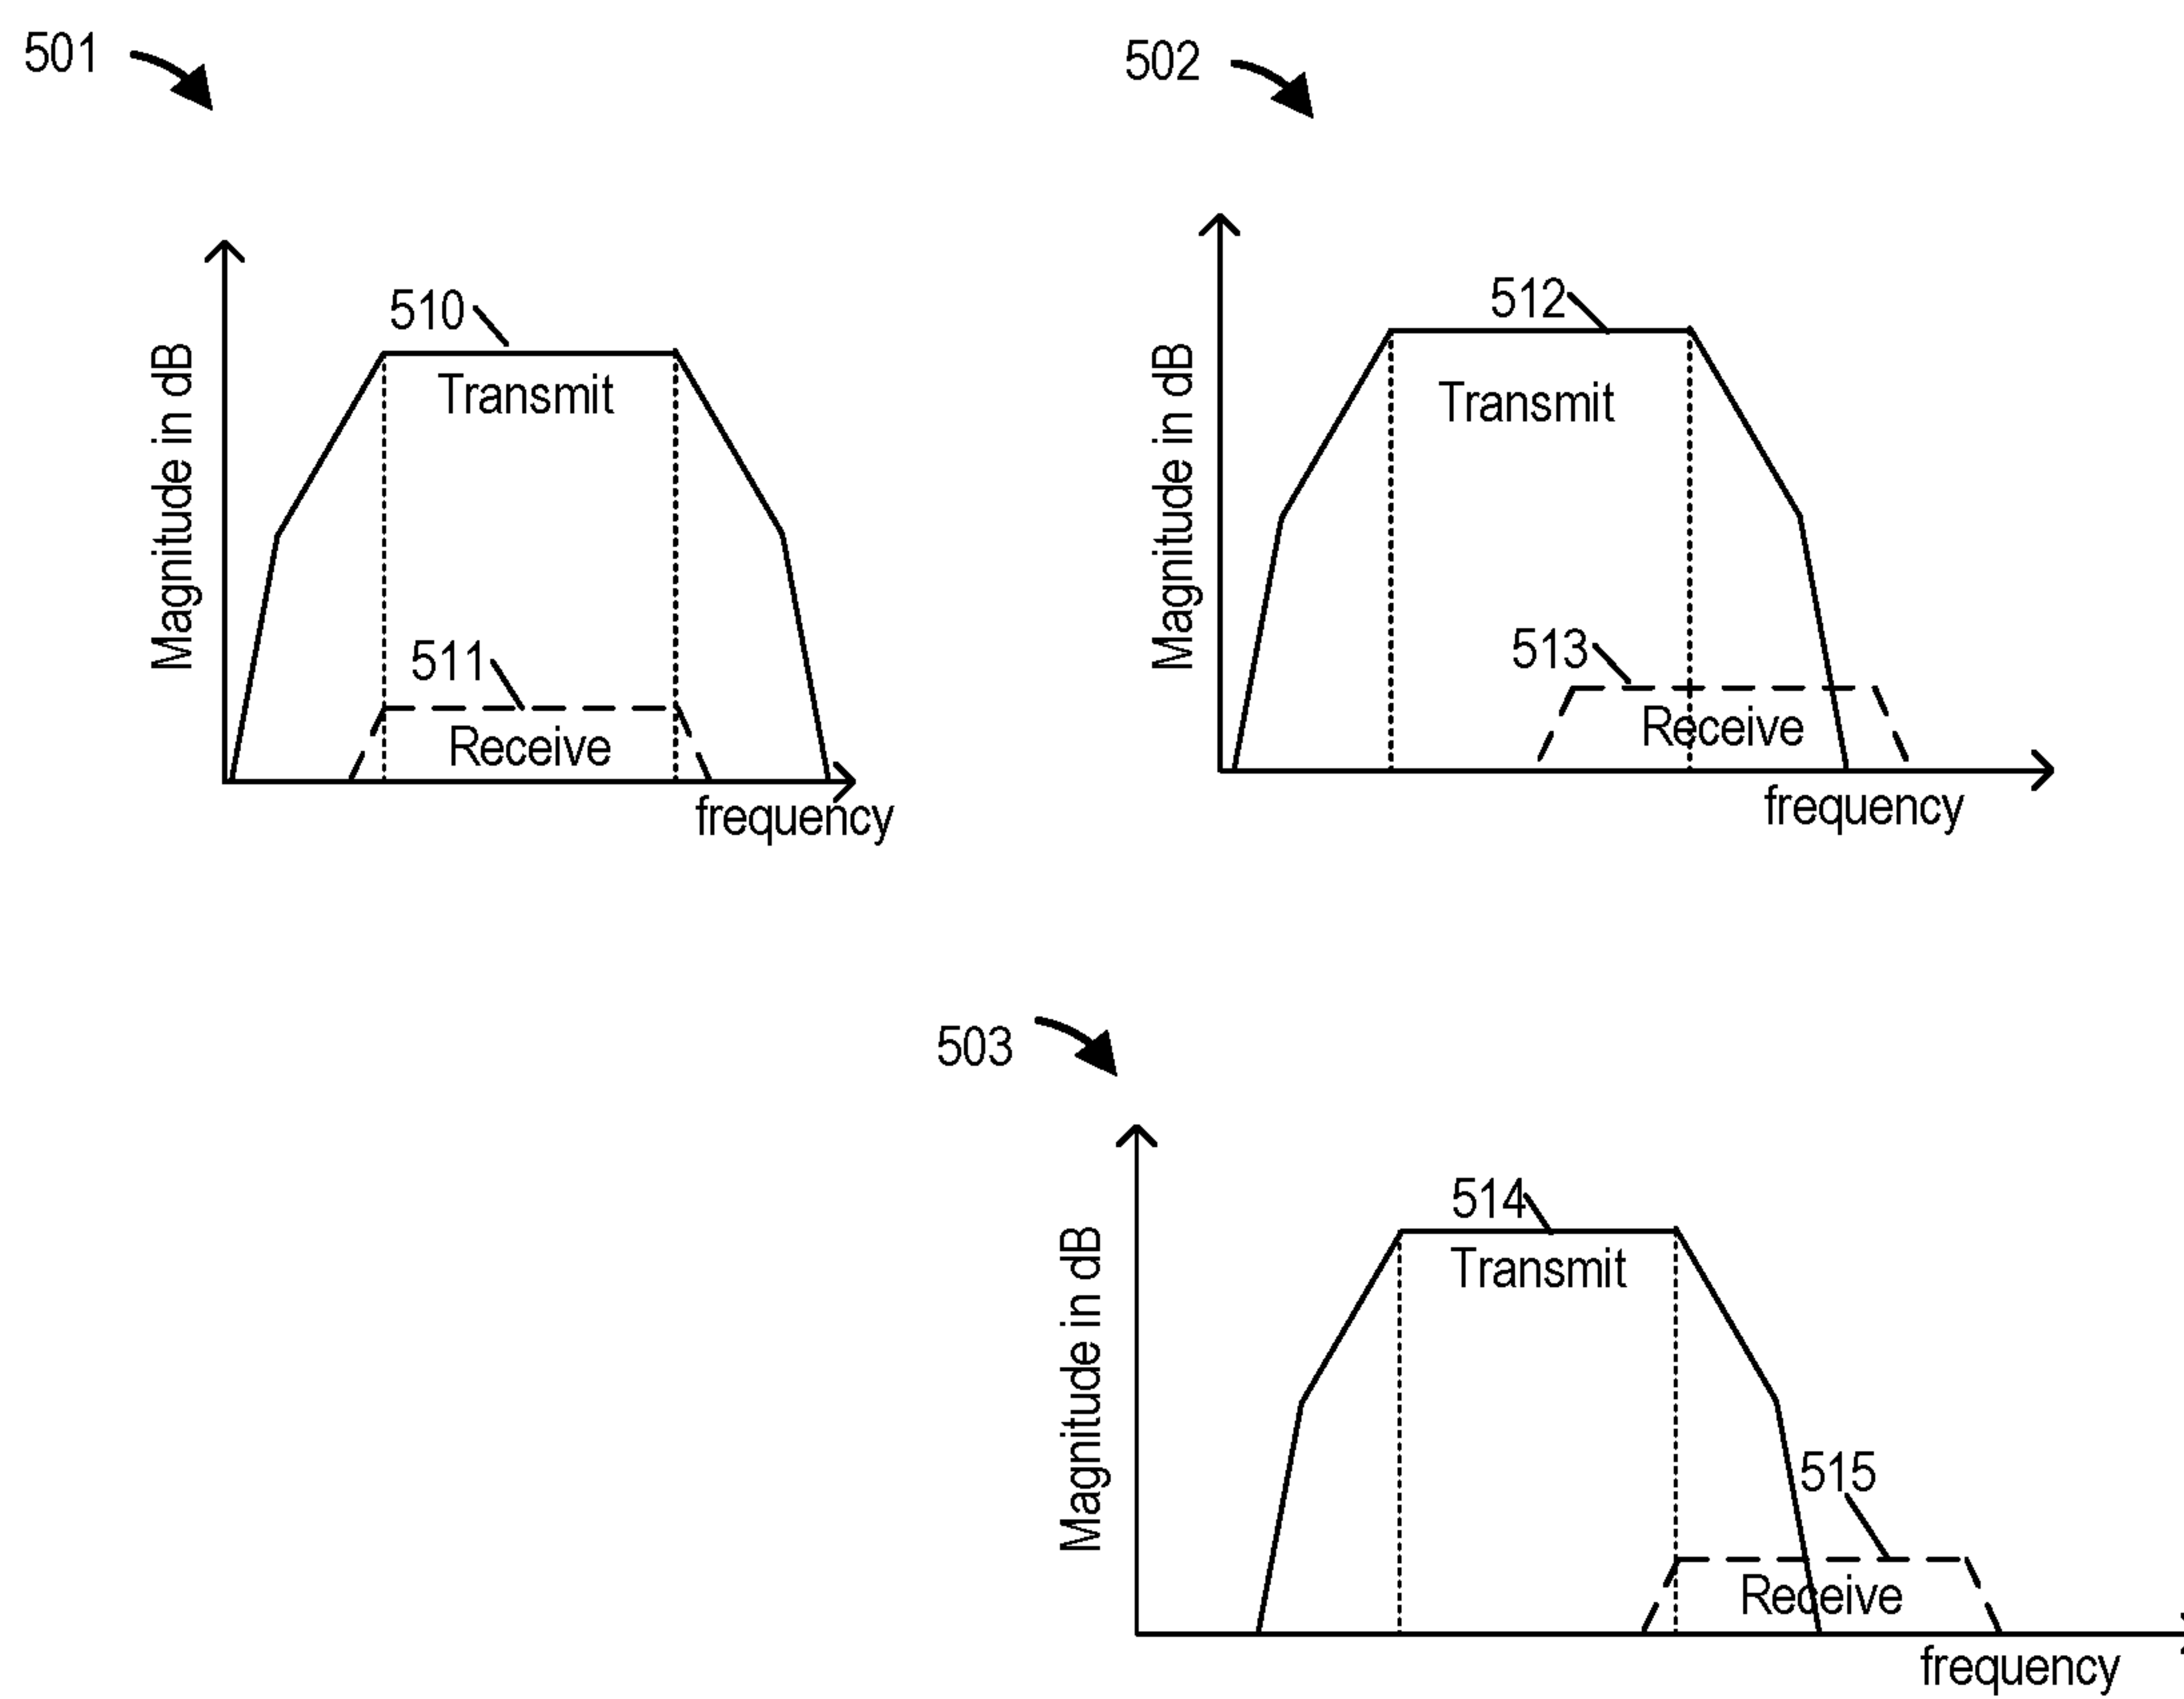 501
510
Transmit
Magnitude in dB
511
Receive
frequency
502
512
Transmit
Magnitude in dB
513
Receive
frequency
503
514
Transmit
Magnitude in dB
515
Receive
frequency